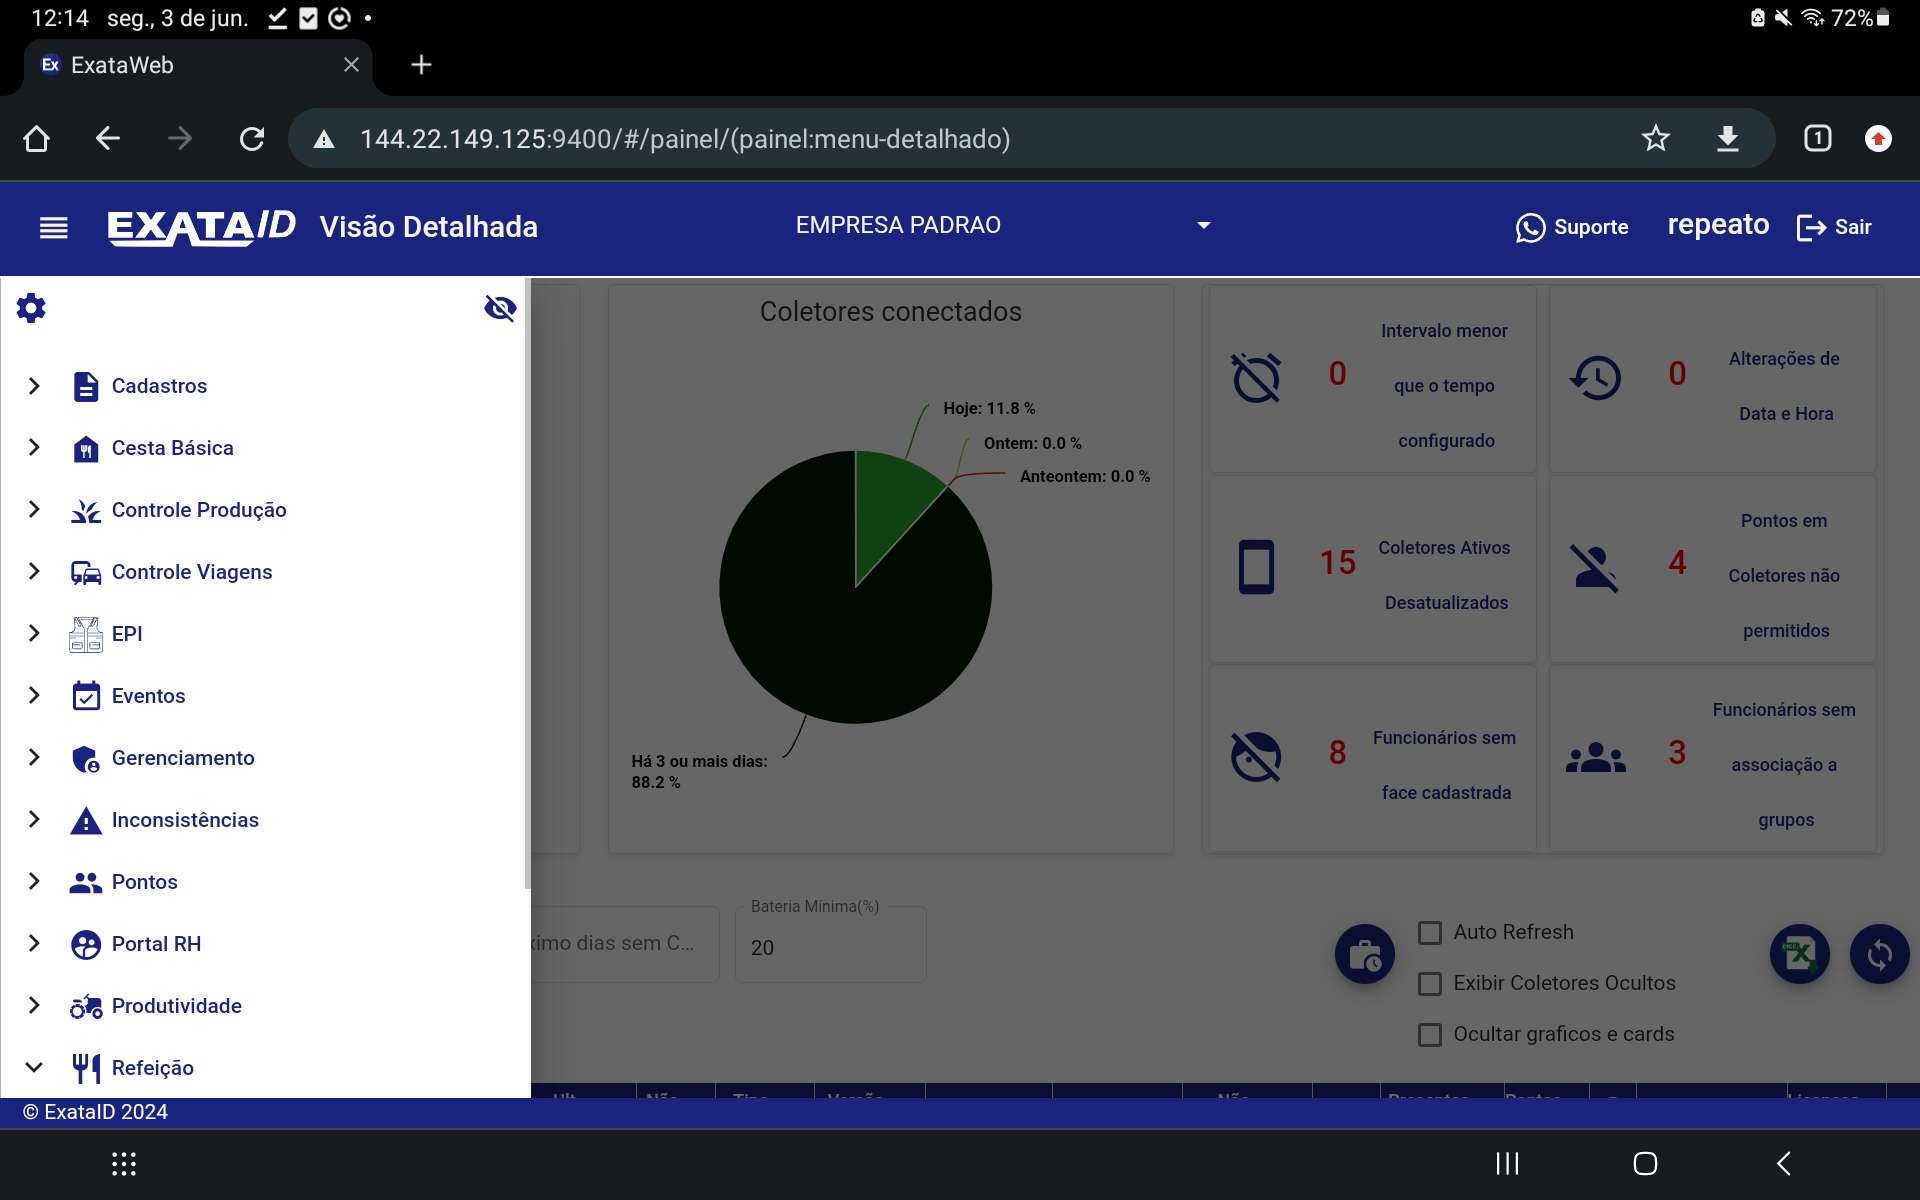 12:14 seg., 3 de jun.
72%
Ex ExataWeb
144.22.149.125:9400/#/painel/(painel:menu-detalhado)
1
EXATAID Visão Detalhada
EMPRESA PADRAO
Suporte
repeato
Sair
Cadastros
Cesta Básica
Controle Produção
Controle Viagens
EPI
Eventos
Gerenciamento
Inconsistências
Pontos
Portal RH
Produtividade
Refeição
Coletores conectados
Hoje: 11.8 %
Ontem: 0.0 %
Anteontem: 0.0 %
Há 3 ou mais dias:
88.2 %
0
Intervalo menor
que o tempo
configurado
0
Alterações de
Data e Hora
15
Coletores Ativos
Desatualizados
4
Pontos em
Coletores não
permitidos
8
Funcionários sem
face cadastrada
3
Funcionários sem
associação a
grupos
ximo dias sem C...
Bateria Mínima(%)
20
Auto Refresh
Exibir Coletores Ocultos
Ocultar graficos e cards
© ExataID 2024